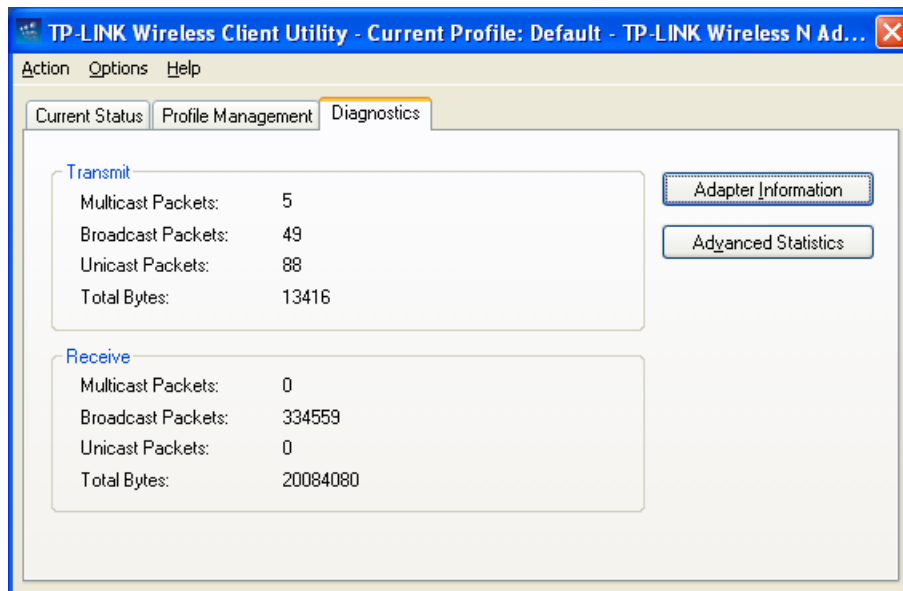 TP-LINK Wireless Client Utility - Current Profile: Default - TP-LINK Wireless N Ad...
Action Options Help
Current Status Profile Management Diagnostics
Transmit
Multicast Packets: 5
Broadcast Packets: 49
Unicast Packets: 88
Total Bytes: 13416
Adapter Information
Advanced Statistics
Receive
Multicast Packets: 0
Broadcast Packets: 334559
Unicast Packets: 0
Total Bytes: 20084080